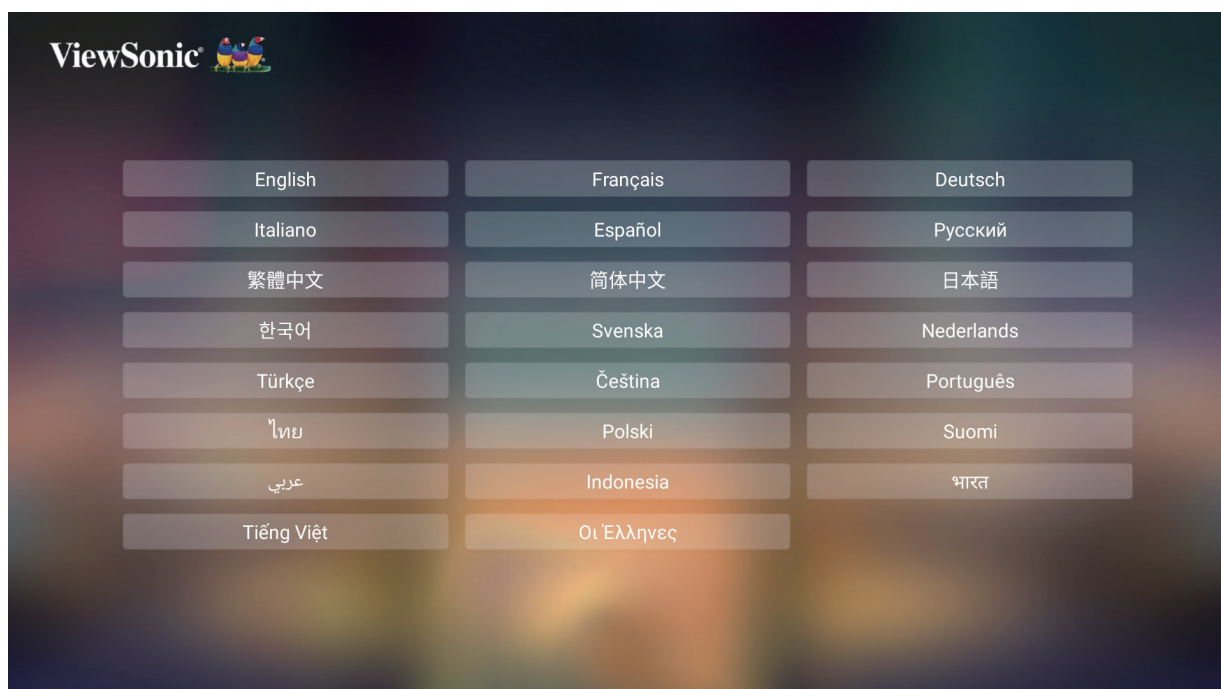 ViewSonic®
English Français Deutsch
Italiano Español Русский
繁體中文 简体中文 日本語
한국어 Svenska Nederlands
Türkçe Čeština Português
ไทย Polski Suomi
عربي Indonesia भारत
Tiếng Việt Οι Έλληνες